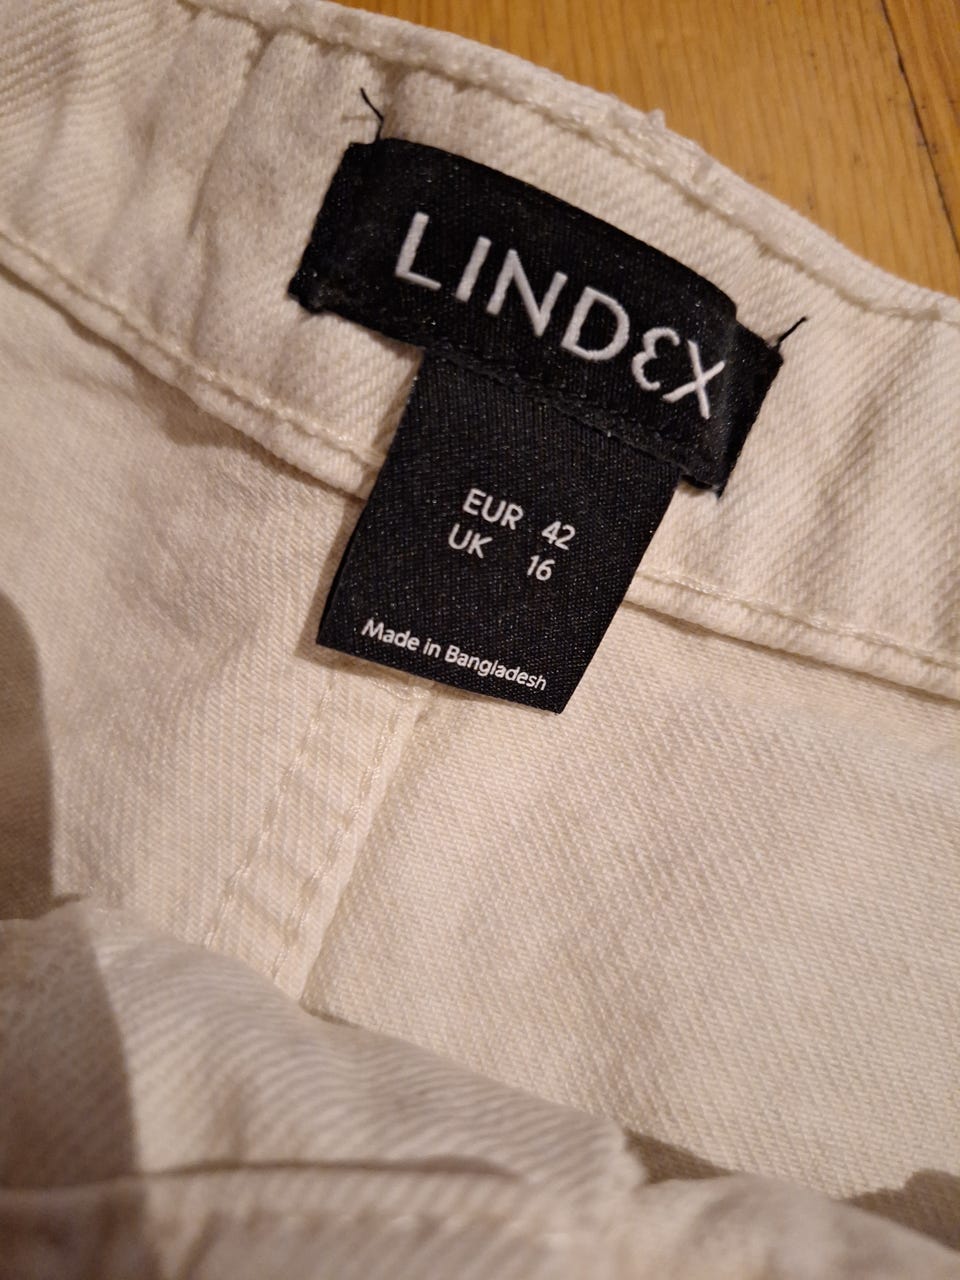 LINDEX
EUR 42
UK 16
Made in Bangladesh